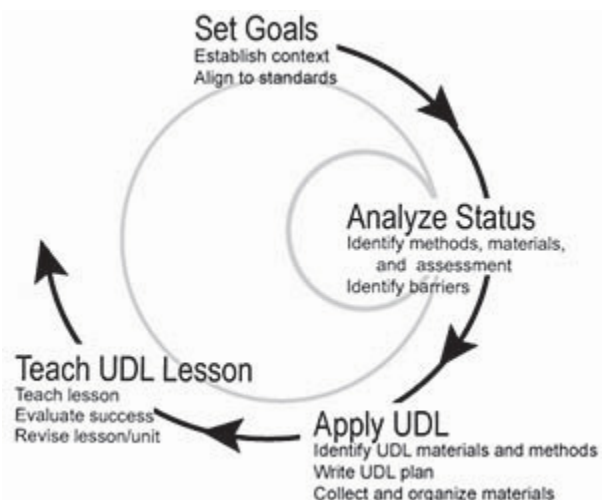 Set Goals
Establish context
Align to standards
Analyze Status
Identify methods, materials,
and assessment
Identify barriers
Apply UDL
Identify UDL materials and methods
Write UDL plan
Collect and organize materials
Teach UDL Lesson
Teach lesson
Evaluate success
Revise lesson/unit